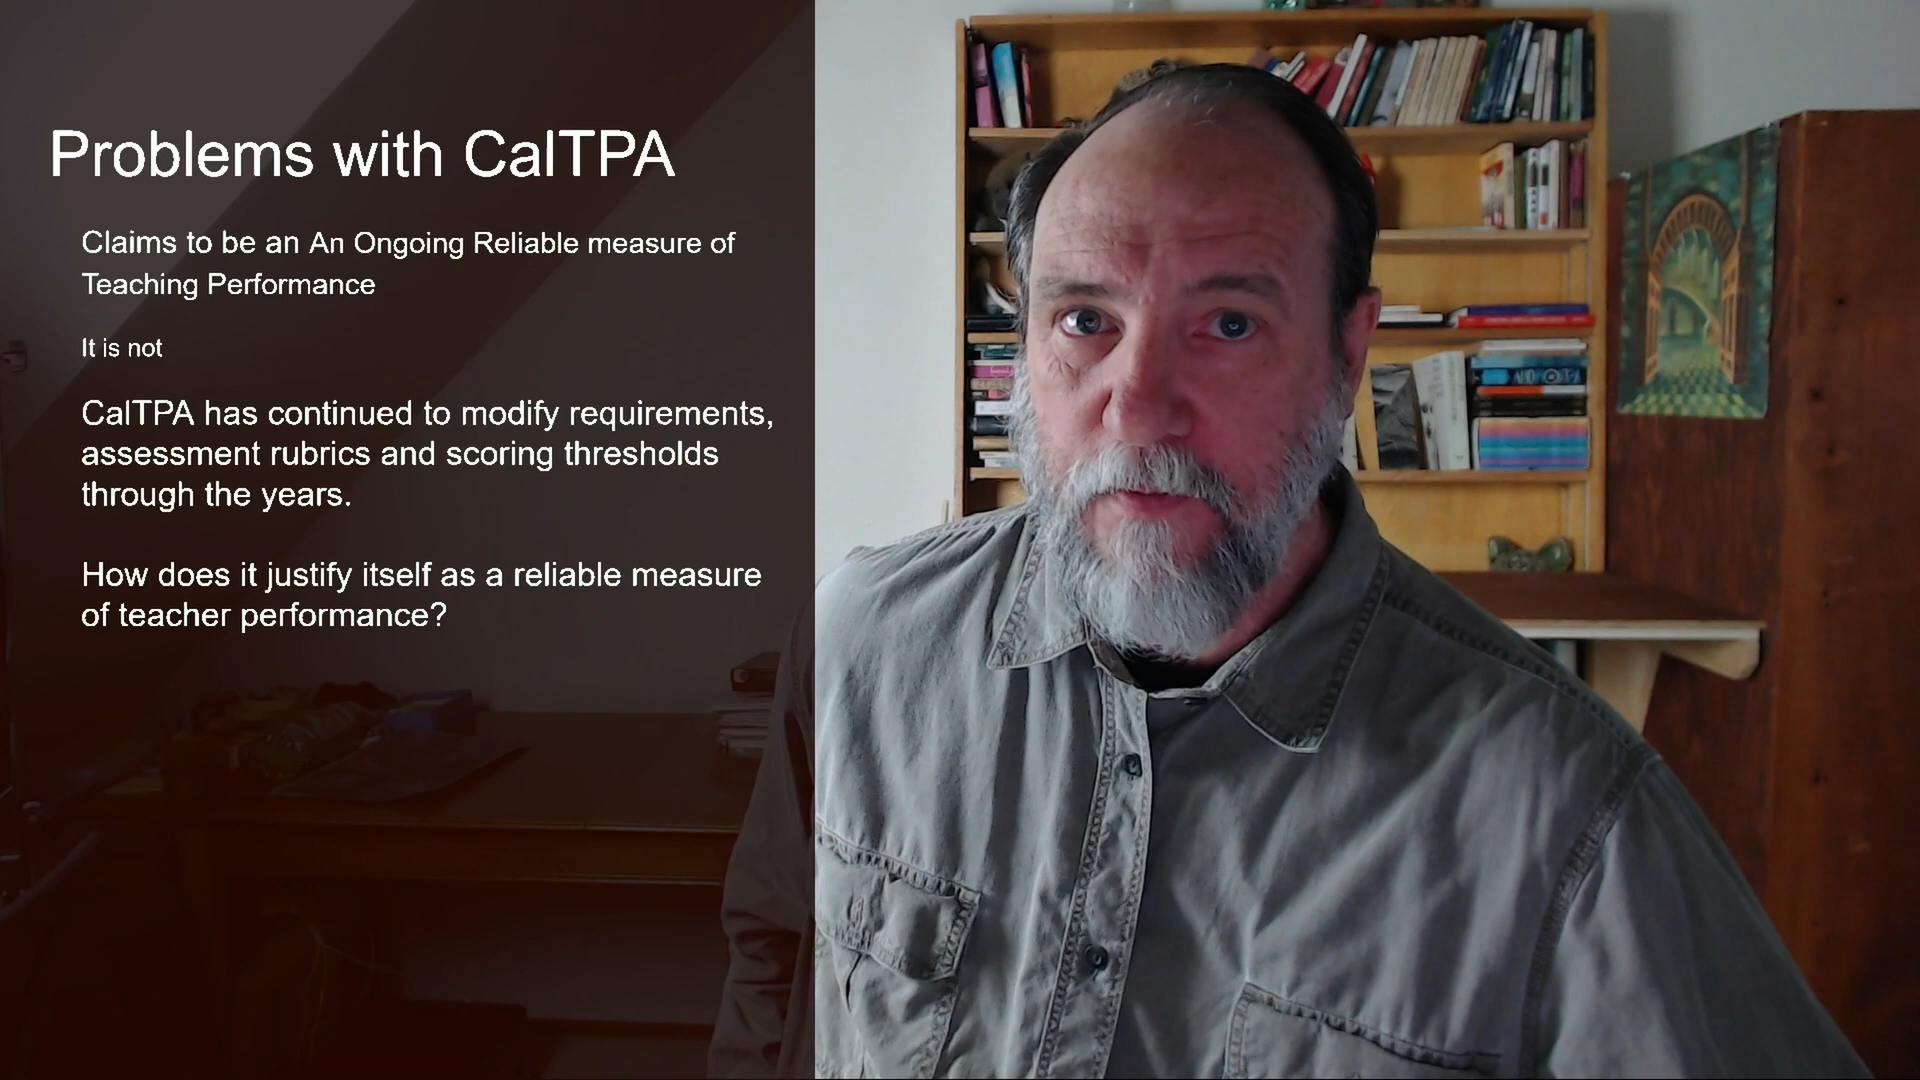 Problems with CalTPA
Claims to be an An Ongoing Reliable measure of
Teaching Performance
It is not
CalTPA has continued to modify requirements,
assessment rubrics and scoring thresholds
through the years.
How does it justify itself as a reliable measure
of teacher performance?